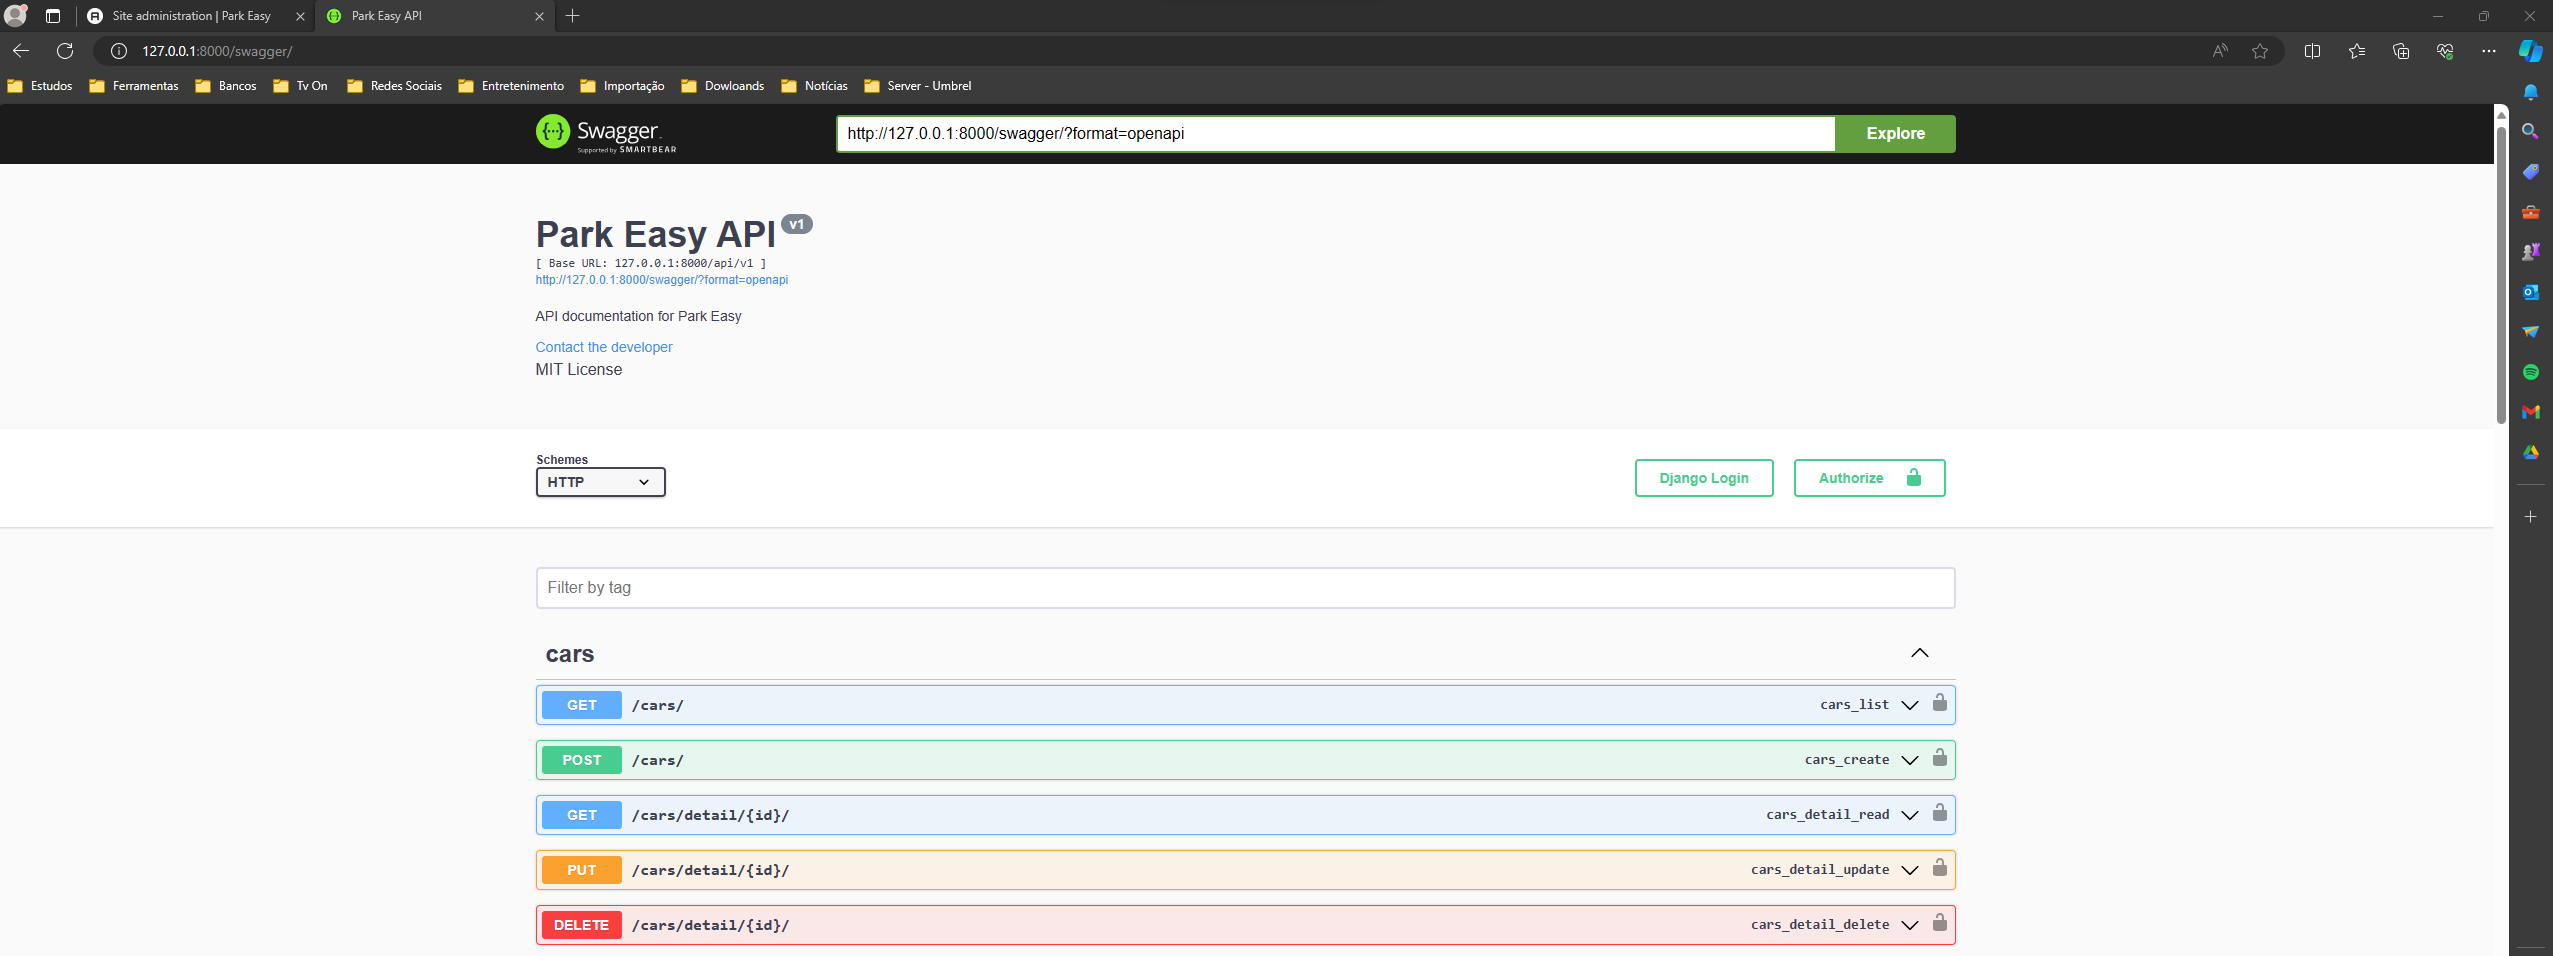 Site administration | Park Easy
Park Easy API
127.0.0.1:8000/swagger/
Estudos Ferramentas Bancos Tv On Redes Sociais Entretenimento Importação Dowloands Notícias Server - Umbrel
Swagger
Supported by SMARTBEAR
http://127.0.0.1:8000/swagger/?format=openapi Explore
Park Easy API v1
[ Base URL: 127.0.0.1:8000/api/v1 ]
http://127.0.0.1:8000/swagger/?format=openapi
API documentation for Park Easy
Contact the developer
MIT License
Schemes
HTTP
Django Login Authorize
Filter by tag
cars
GET /cars/ cars_list
POST /cars/ cars_create
GET /cars/detail/{id}/ cars_detail_read
PUT /cars/detail/{id}/ cars_detail_update
DELETE /cars/detail/{id}/ cars_detail_delete